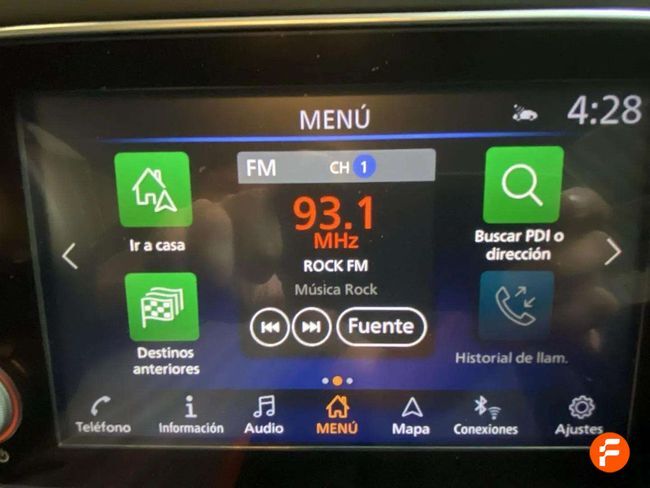 MENÚ
4:28
FM CH 1
93.1
MHz
ROCK FM
Música Rock
Fuente
Ir a casa
Destinos
anteriores
Buscar PDI o
dirección
Historial de llam.
Teléfono
Información
Audio
MENÚ
Mapa
Conexiones
Ajustes